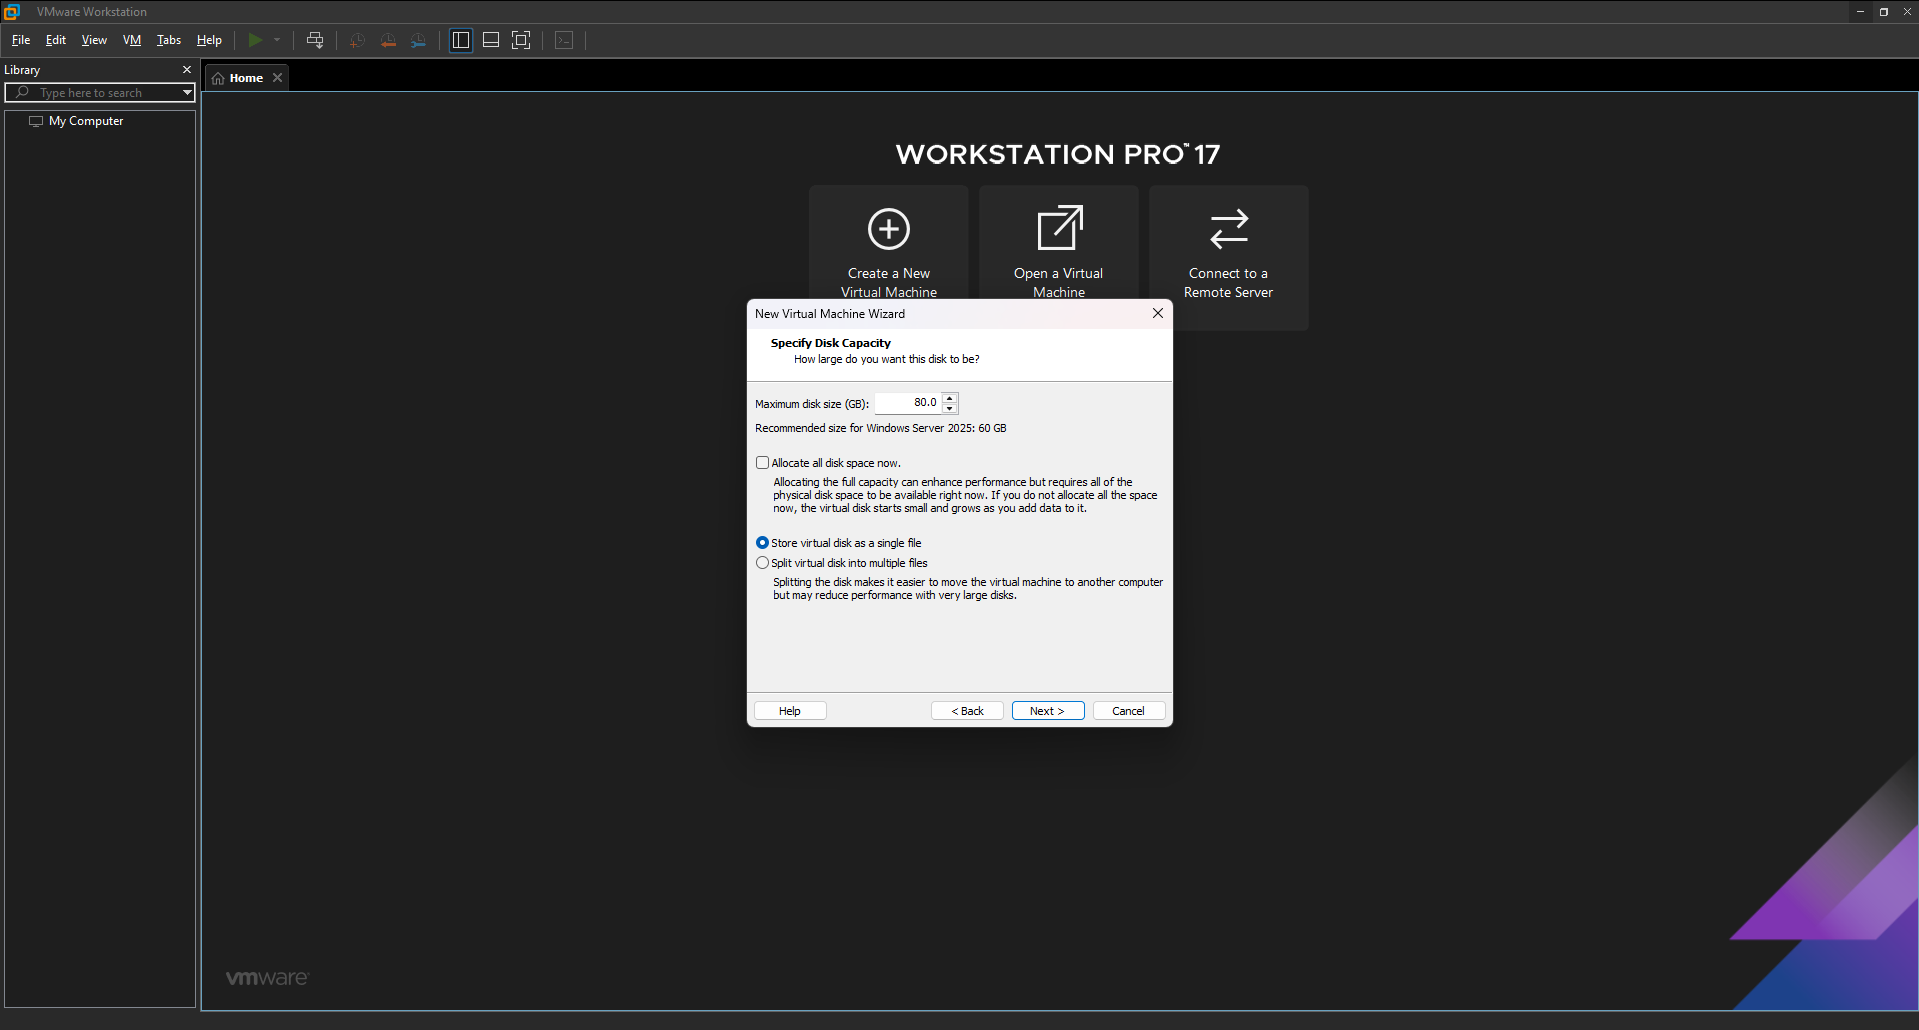 VMware Workstation
File Edit View VM Tabs Help
Library
Type here to search
My Computer
Home
WORKSTATION PRO™ 17
Create a New
Virtual Machine
Open a Virtual
Machine
Connect to a
Remote Server
New Virtual Machine Wizard
Specify Disk Capacity
How large do you want this disk to be?
Maximum disk size (GB): 80.0
Recommended size for Windows Server 2025: 60 GB
Allocate all disk space now.
Allocating the full capacity can enhance performance but requires all of the
physical disk space to be available right now. If you do not allocate all the space
now, the virtual disk starts small and grows as you add data to it.
Store virtual disk as a single file
Split virtual disk into multiple files
Splitting the disk makes it easier to move the virtual machine to another computer
but may reduce performance with very large disks.
Help < Back Next > Cancel
vmware